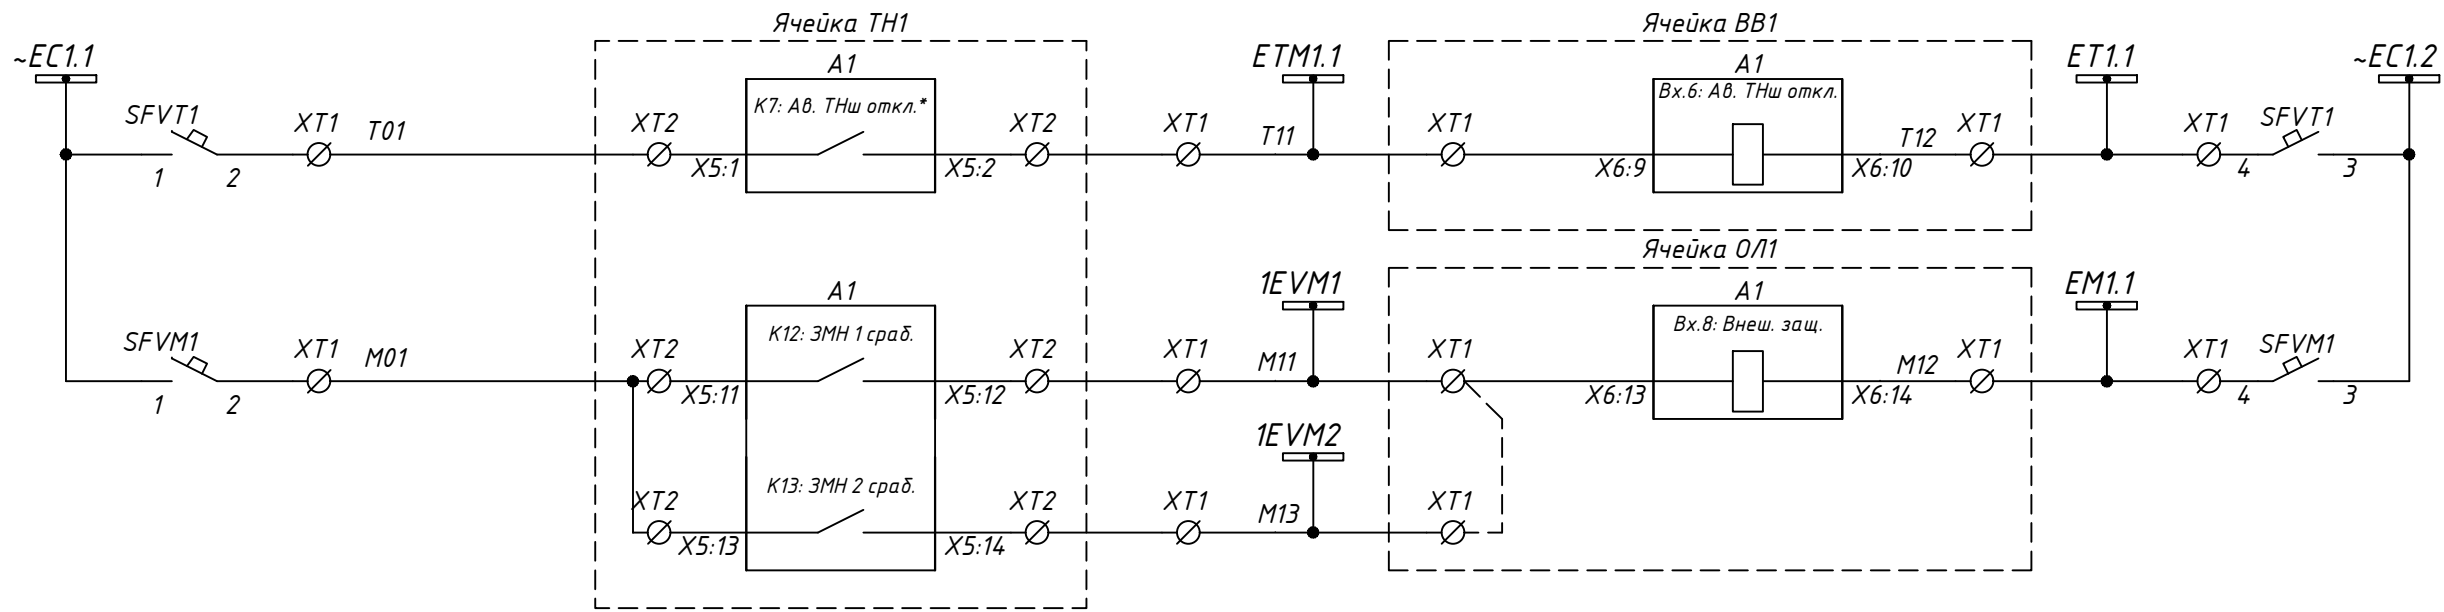 Ячейка ТН1
Ячейка ВВ1
~EC1.1
A1
ETM1.1
A1
ET1.1
~EC1.2
К7: Ав. ТНш откл.*
Вх.6: Ав. ТНш откл.
SFVT1
XT1
T01
XT2
XT2
XT1
T11
XT1
T12
XT1
XT1
SFVT1
1
2
X5:1
X5:2
X6:9
X6:10
4
3
Ячейка ОЛ1
A1
1EVM1
A1
EM1.1
К12: ЗМН 1 сраб.
Вх.8: Внеш. защ.
SFVM1
XT1
M01
XT2
XT2
XT1
M11
XT1
M12
XT1
XT1
SFVM1
1
2
X5:11
X5:12
X6:13
X6:14
4
3
1EVM2
К13: ЗМН 2 сраб.
XT2
XT2
XT1
M13
XT1
X5:13
X5:14